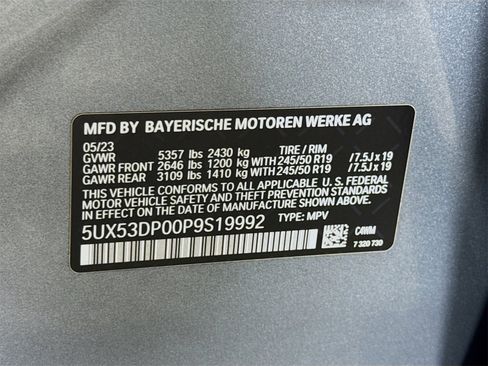 MFD BY BAYERISCHE MOTOREN WERKE AG
05/23 TIRE / RIM
GVWR 5357 lbs 2430 kg
GAWR FRONT 2646 lbs 1200 kg WITH 245/50 R19 /7.5J x 19
GAWR REAR 3109 lbs 1410 kg WITH 245/50 R19 /7.5J x 19
THIS VEHICLE CONFORMS TO ALL APPLICABLE U. S. FEDERAL
MOTOR VEHICLE SAFETY AND THEFT PREVENTION STANDARDS
IN EFFECT ON THE DATE OF MANUFACTURE SHOWN ABOVE.
5UX53DP00P9S19992 TYPE: MPV
C4WM
7 320 730